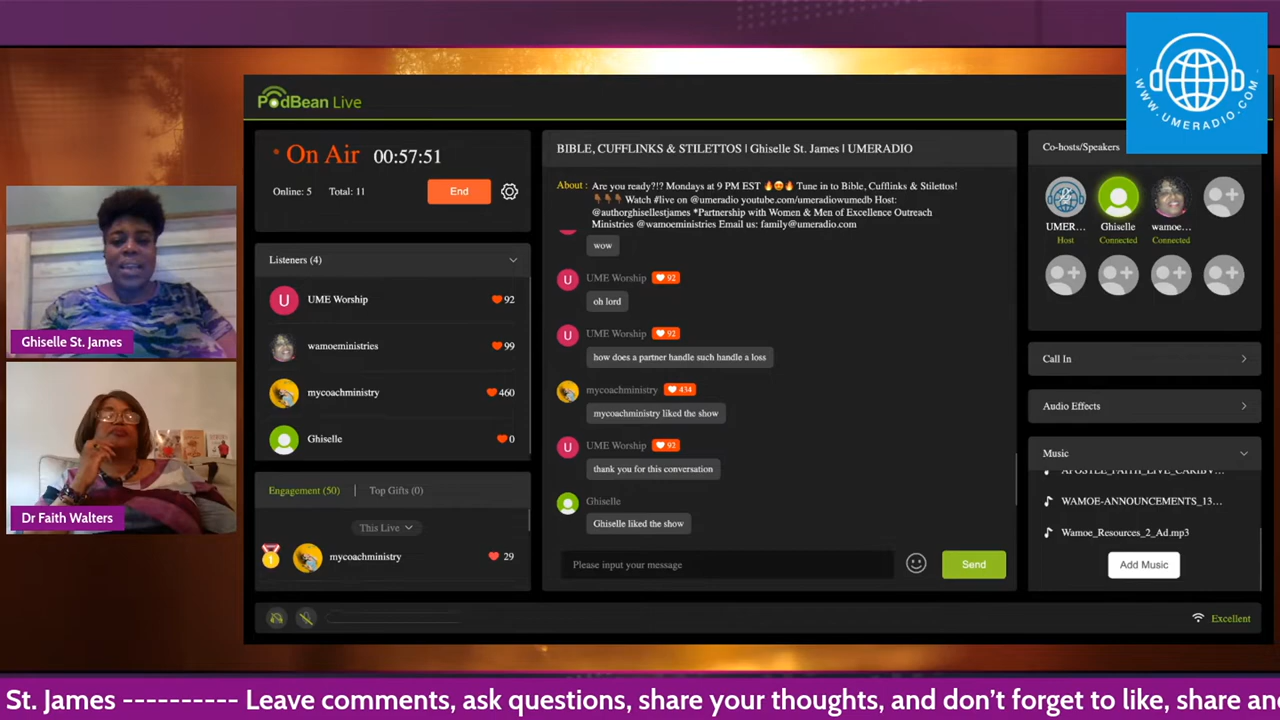 WWW.UMERADIO.COM
PodBean Live
* On Air 00:57:51
Online: 5 Total: 11
End
BIBLE, CUFFLINKS & STILETTOS | Ghiselle St. James | UMERADIO
About : Are you ready?!? Mondays at 9 PM EST 🔥😍🔥 Tune in to Bible, Cufflinks & Stilettos!
👇🏾👇🏾👇🏾 Watch #live on @umeradio youtube.com/umeradiowumedb Host:
@authorghisellestjames *Partnership with Women & Men of Excellence Outreach
Ministries @wamoeministries Email us: family@umeradio.com
Co-hosts/Speakers
UMER... Ghiselle wamoe...
Host Connected Connected
Ghiselle St. James
Dr Faith Walters
Listeners (4)
U UME Worship 92
wamoeministries 99
mycoachministry 460
Ghiselle 0
Engagement (50) | Top Gifts (0)
This Live
1 mycoachministry 29
wow
U UME Worship 92
oh lord
U UME Worship 92
how does a partner handle such handle a loss
mycoachministry 434
mycoachministry liked the show
U UME Worship 92
thank you for this conversation
Ghiselle
Ghiselle liked the show
Please input your message
Send
Call In
Audio Effects
Music
WAMOE-ANNOUNCEMENTS_13...
Wamoe_Resources_2_Ad.mp3
Add Music
Excellent
St. James ---------- Leave comments, ask questions, share your thoughts, and don't forget to like, share an